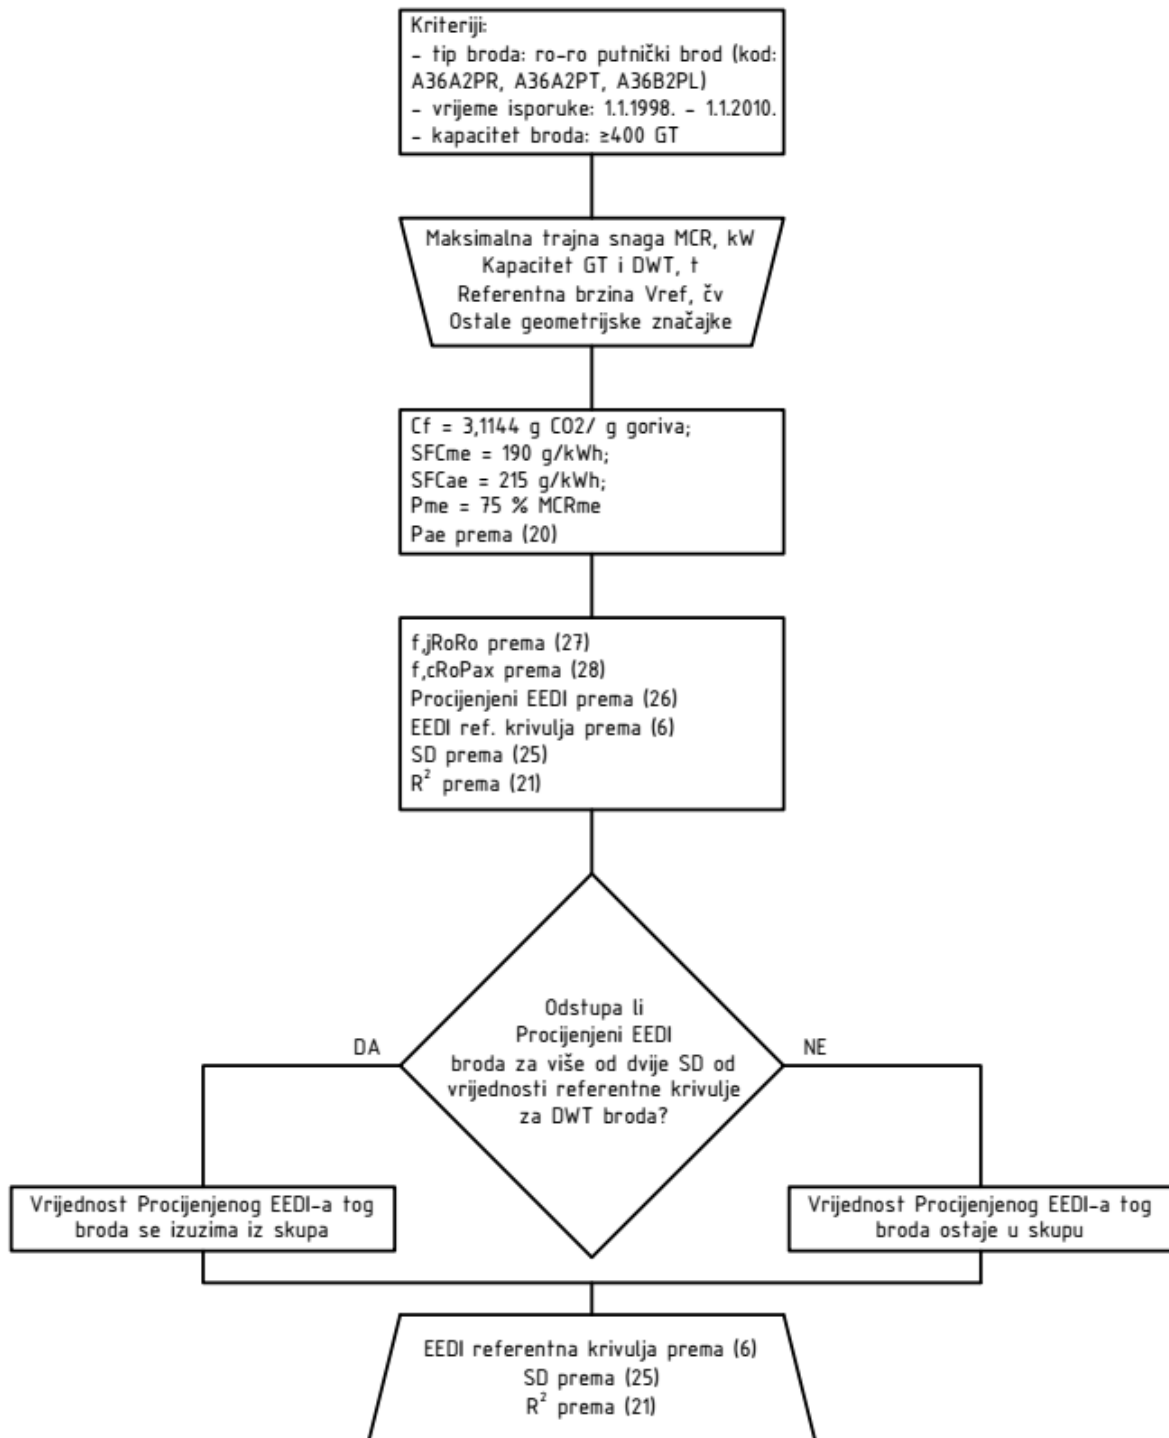 Kriteriji:
- tip broda: ro-ro putnički brod (kod:
A36A2PR, A36A2PT, A36B2PL)
- vrijeme isporuke: 1.1.1998. - 1.1.2010.
- kapacitet broda: ≥400 GT
Maksimalna trajna snaga MCR, kW
Kapacitet GT i DWT, t
Referentna brzina Vref, čv
Ostale geometrijske značajke
Cf = 3,1144 g CO2/ g goriva;
SFCme = 190 g/kWh;
SFCae = 215 g/kWh;
Pme = 75 % MCRme
Pae prema (20)
f,jRoRo prema (27)
f,cRoPax prema (28)
Procijenjeni EEDI prema (26)
EEDI ref. krivulja prema (6)
SD prema (25)
R² prema (21)
Odstupa li
Procijenjeni EEDI
broda za više od dvije SD od
vrijednosti referentne krivulje
za DWT broda?
DA
NE
Vrijednost Procijenjenog EEDI-a tog
broda se izuzima iz skupa
Vrijednost Procijenjenog EEDI-a tog
broda ostaje u skupu
EEDI referentna krivulja prema (6)
SD prema (25)
R² prema (21)